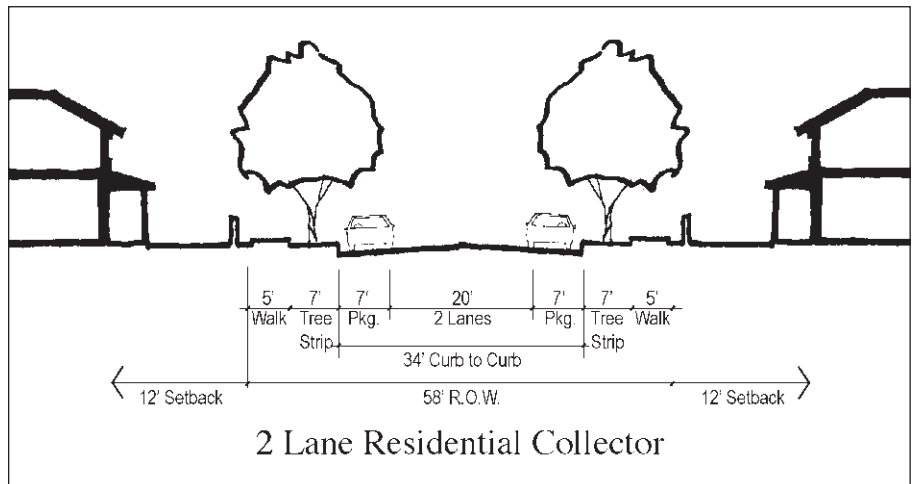 5' 7' 7' 20' 7' 7' 5'
Walk Tree Pkg. 2 Lanes Pkg. Tree Walk
Strip Strip
34' Curb to Curb
12' Setback 58' R.O.W. 12' Setback
2 Lane Residential Collector